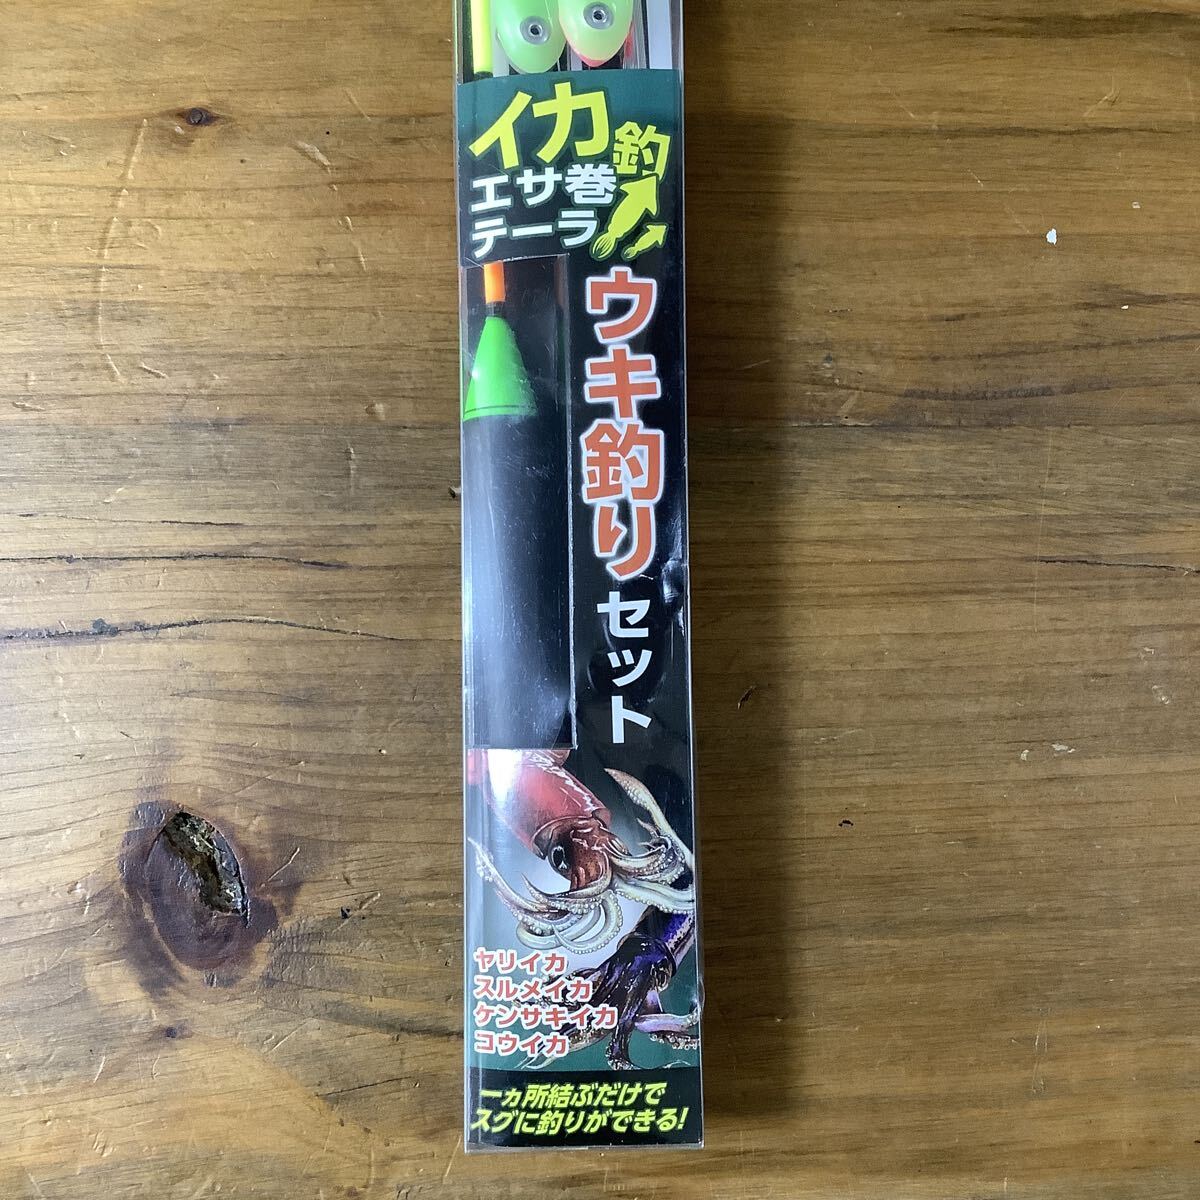 イカ釣
エサ巻
テーラ
ウキ釣りセット
ヤリイカ
スルメイカ
ケンサキイカ
コウイカ
一ヵ所結ぶだけで
スグに釣りができる!